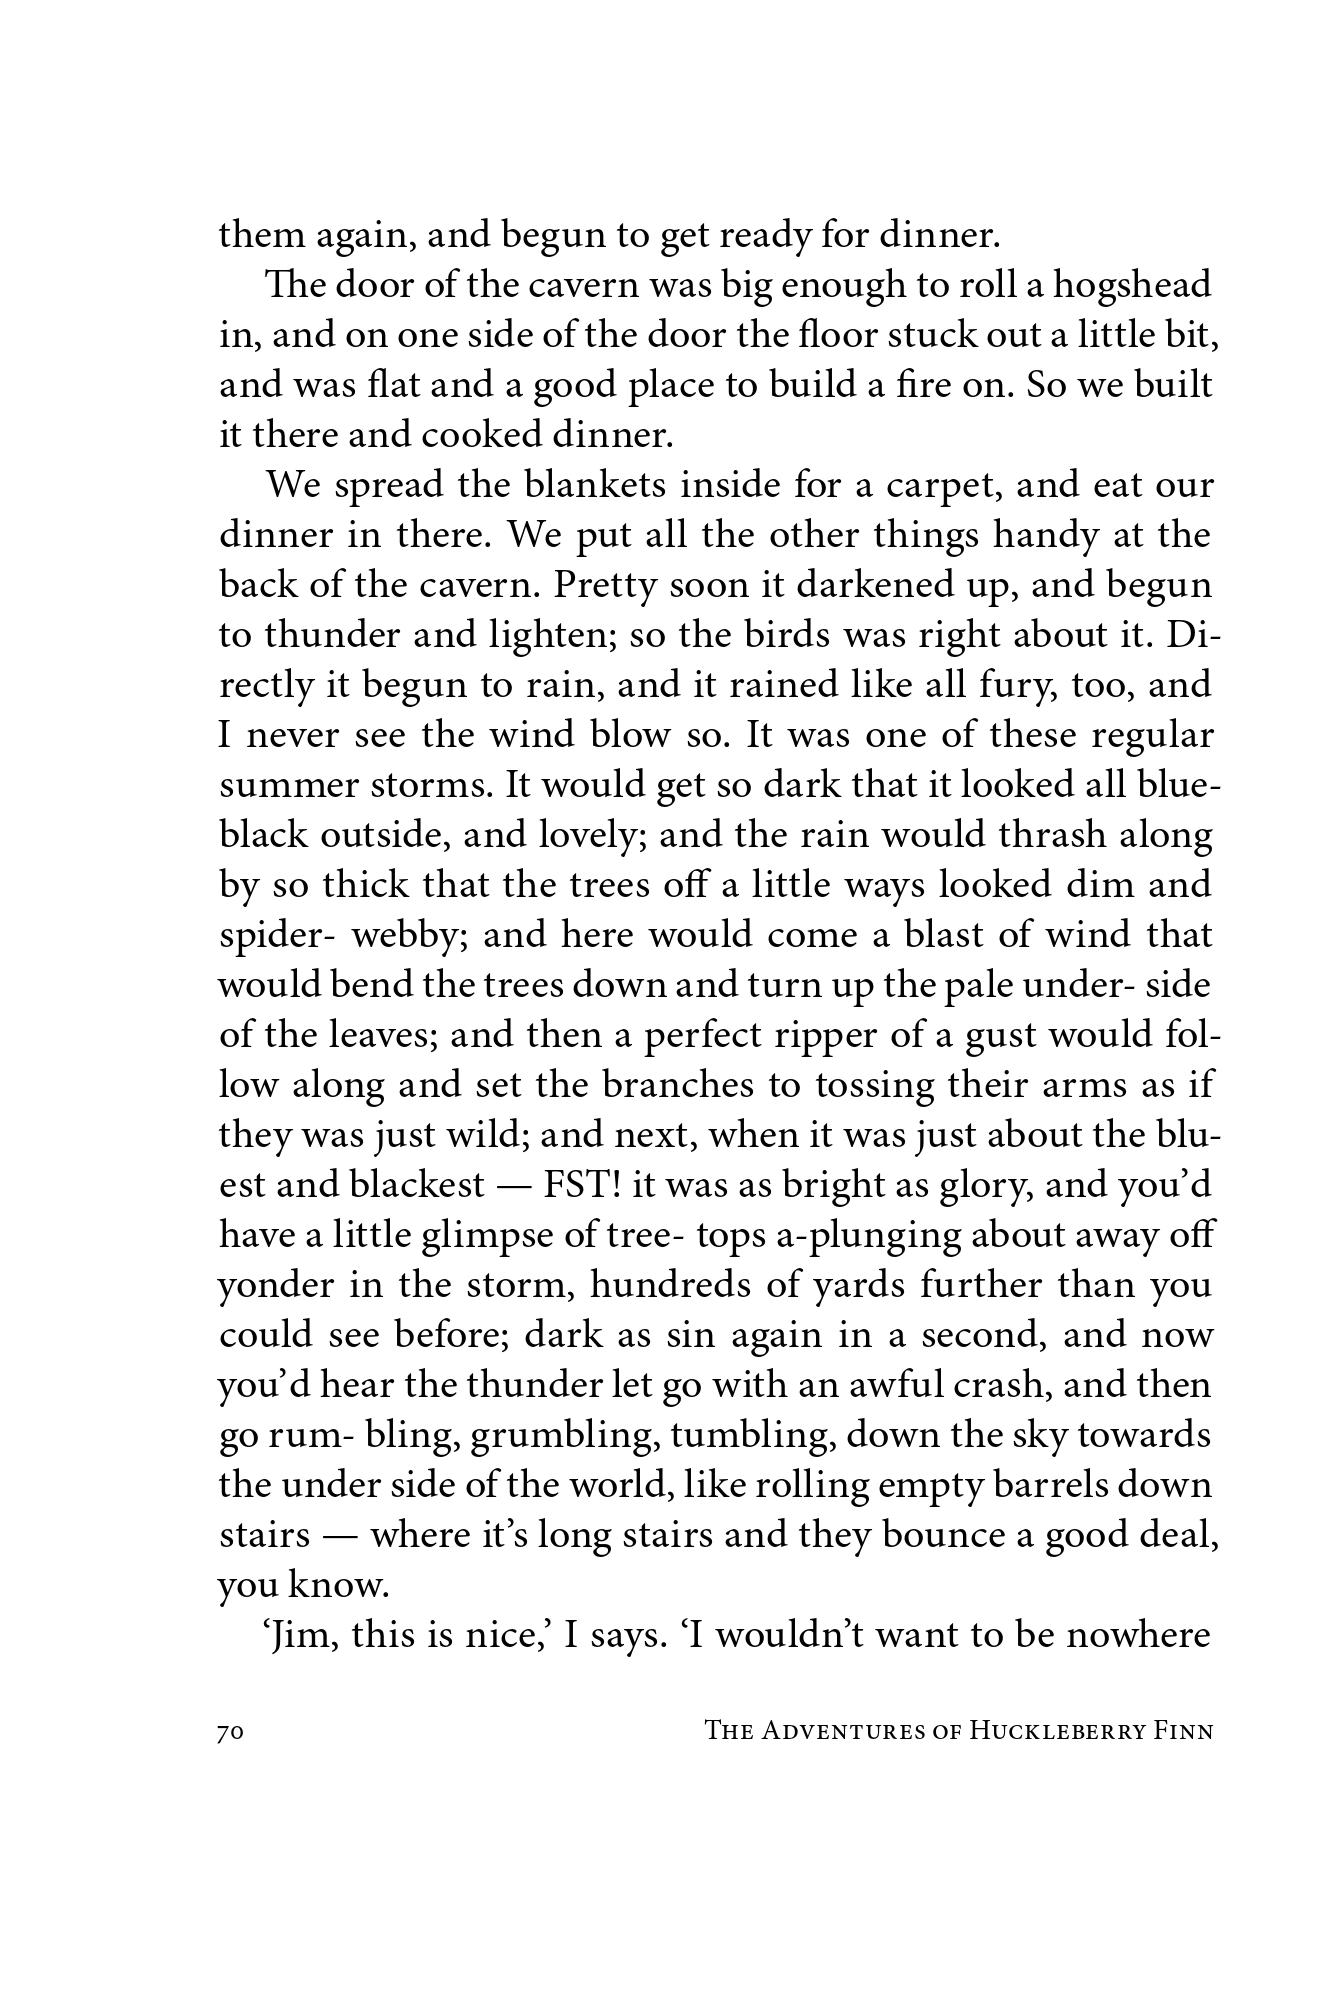 them again, and begun to get ready for dinner.
The door of the cavern was big enough to roll a hogshead
in, and on one side of the door the floor stuck out a little bit,
and was flat and a good place to build a fire on. So we built
it there and cooked dinner.
We spread the blankets inside for a carpet, and eat our
dinner in there. We put all the other things handy at the
back of the cavern. Pretty soon it darkened up, and begun
to thunder and lighten; so the birds was right about it. Di-
rectly it begun to rain, and it rained like all fury, too, and
I never see the wind blow so. It was one of these regular
summer storms. It would get so dark that it looked all blue-
black outside, and lovely; and the rain would thrash along
by so thick that the trees off a little ways looked dim and
spider- webby; and here would come a blast of wind that
would bend the trees down and turn up the pale under- side
of the leaves; and then a perfect ripper of a gust would fol-
low along and set the branches to tossing their arms as if
they was just wild; and next, when it was just about the blu-
est and blackest — FST! it was as bright as glory, and you’d
have a little glimpse of tree- tops a-plunging about away off
yonder in the storm, hundreds of yards further than you
could see before; dark as sin again in a second, and now
you’d hear the thunder let go with an awful crash, and then
go rum- bling, grumbling, tumbling, down the sky towards
the under side of the world, like rolling empty barrels down
stairs — where it’s long stairs and they bounce a good deal,
you know.
‘Jim, this is nice,’ I says. ‘I wouldn’t want to be nowhere
70 The Adventures of Huckleberry Finn